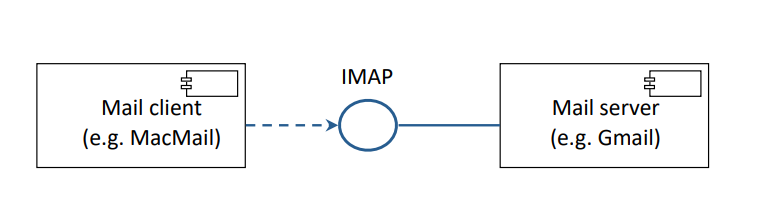 IMAP
Mail client
(e.g. MacMail)
Mail server
(e.g. Gmail)